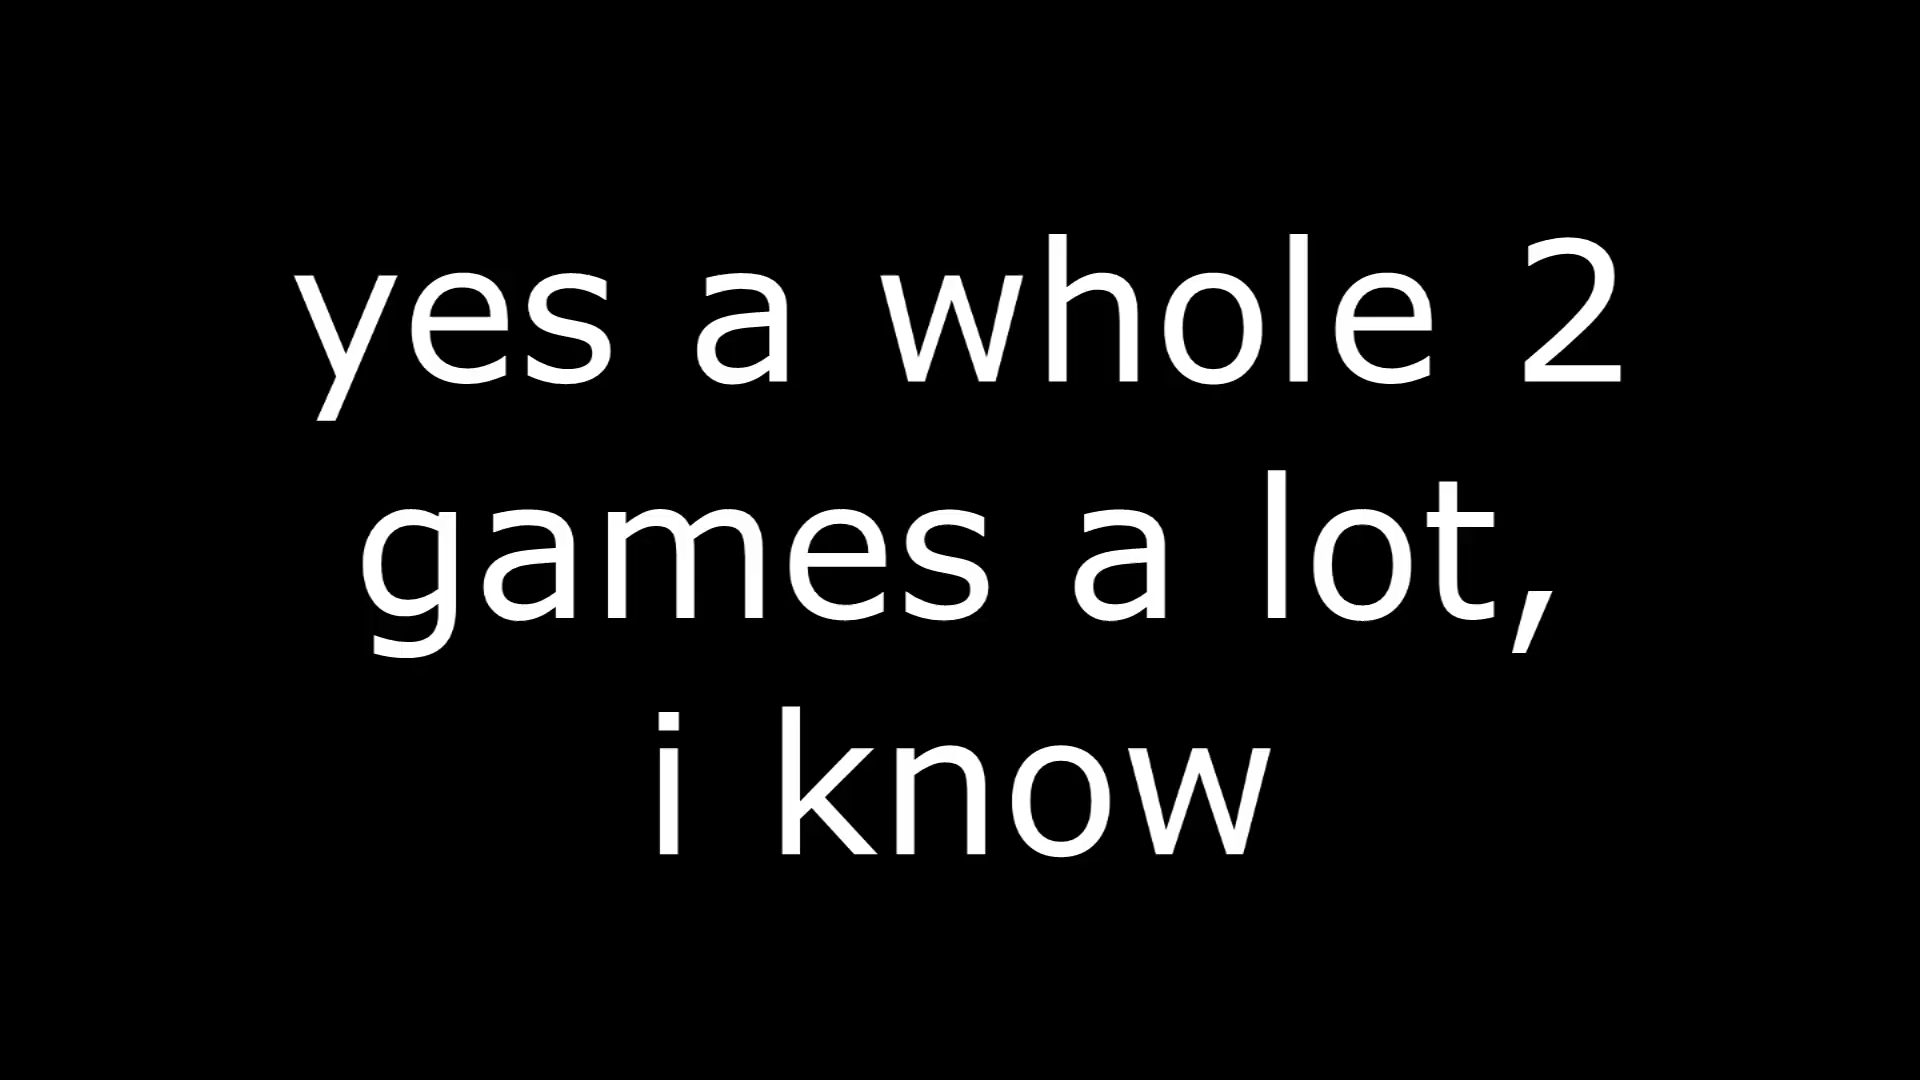 yes a whole 2
games a lot,
i know